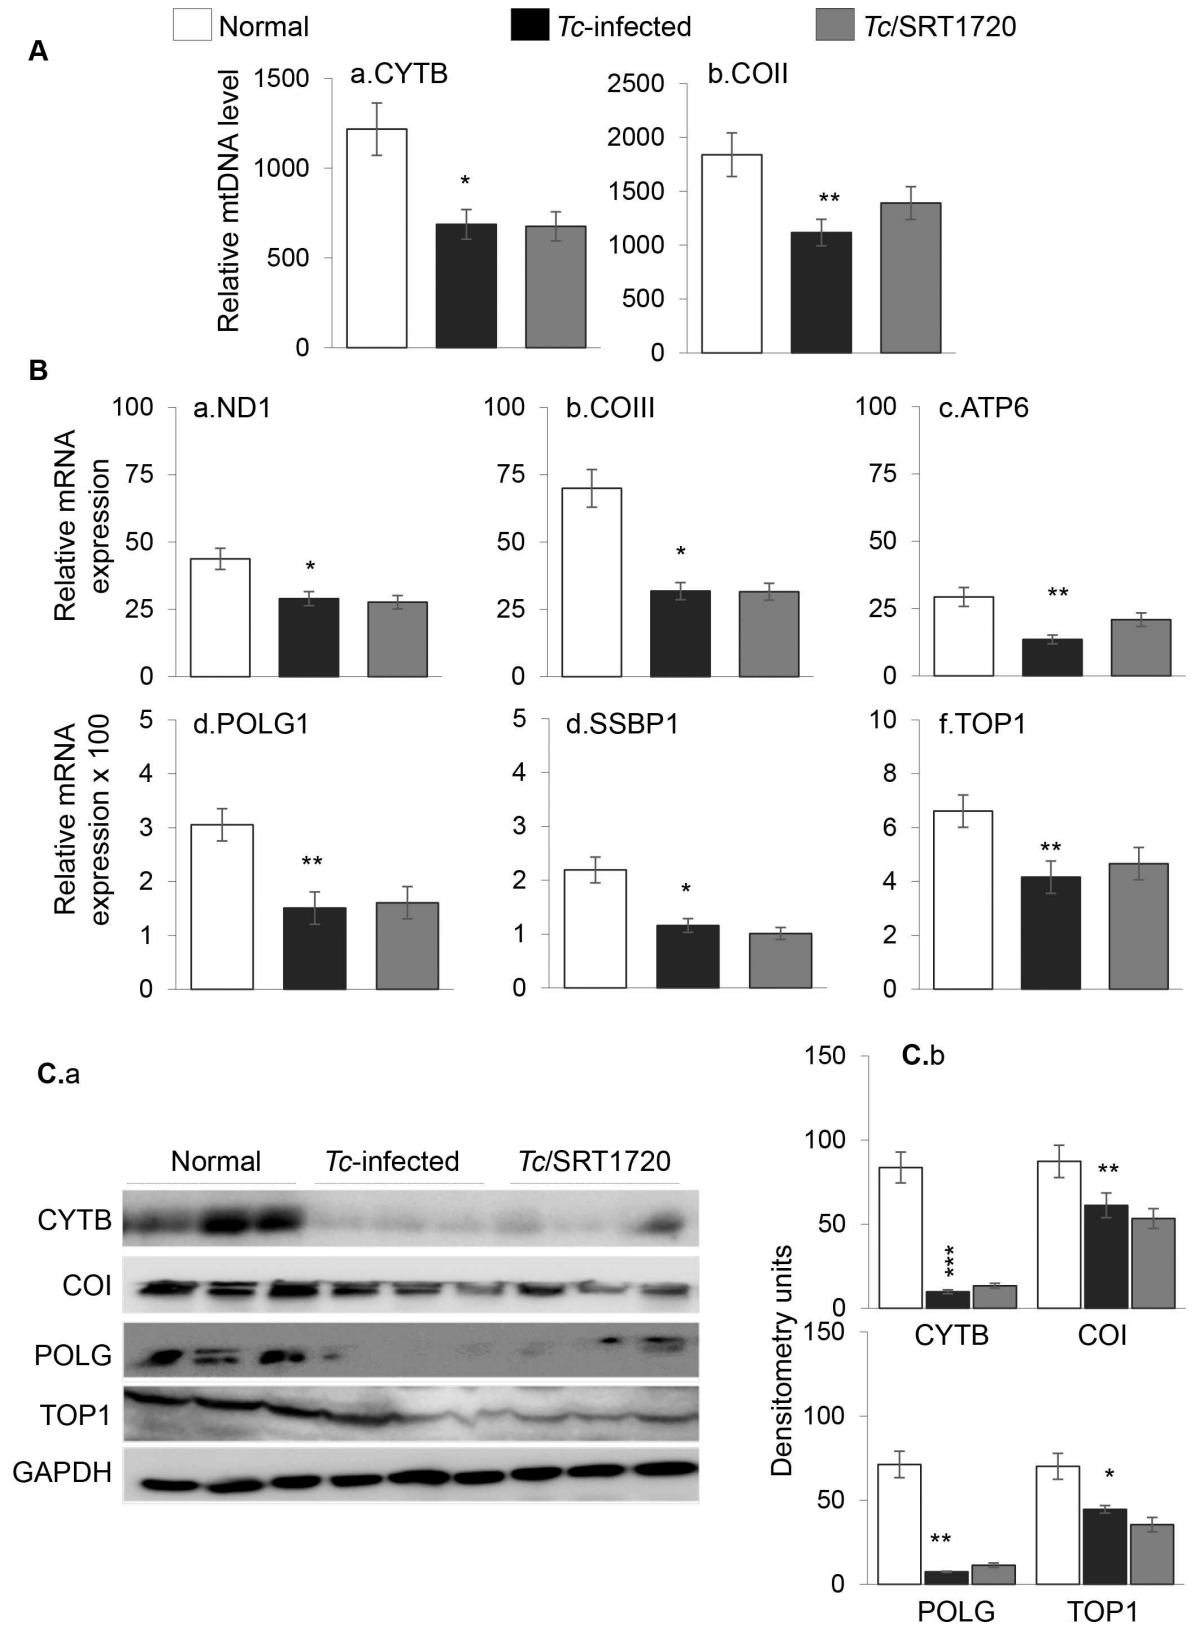 Normal
Tc-infected
Tc/SRT1720
A
a.CYTB
Relative mtDNA level
1500
1000
500
0
*
b.COII
2500
2000
1500
1000
500
0
**
B
a.ND1
Relative mRNA
expression
100
75
50
25
0
*
b.COIII
100
75
50
25
0
*
c.ATP6
100
75
50
25
0
**
d.POLG1
Relative mRNA
expression x 100
5
4
3
2
1
0
**
d.SSBP1
5
4
3
2
1
0
*
f.TOP1
10
8
6
4
2
0
**
C.a
Normal
Tc-infected
Tc/SRT1720
CYTB
COI
POLG
TOP1
GAPDH
C.b
Densitometry units
150
100
50
0
***
**
CYTB
COI
150
100
50
0
**
*
POLG
TOP1